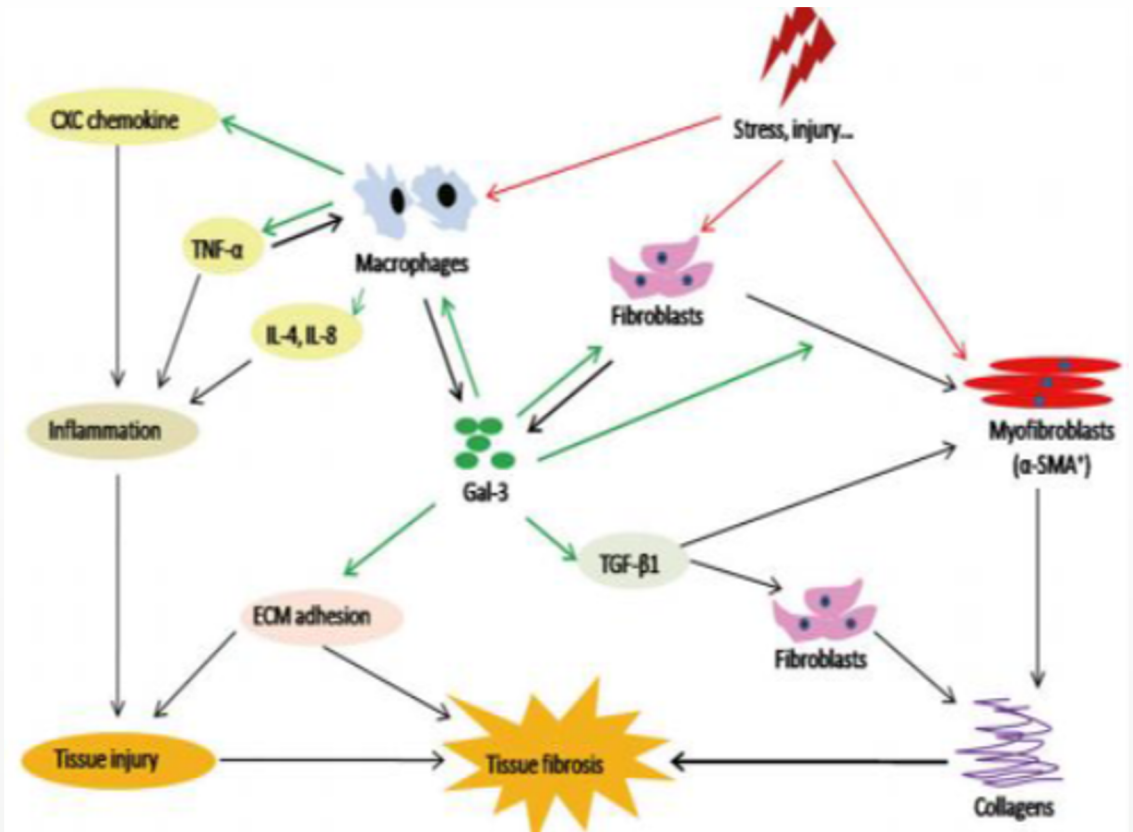 Stress, injury...
CXC chemokine
TNF-α
Macrophages
IL-4, IL-8
Fibroblasts
Inflammation
Myofibroblasts
(α-SMA⁺)
Gal-3
TGF-β1
ECM adhesion
Fibroblasts
Tissue injury
Tissue fibrosis
Collagens